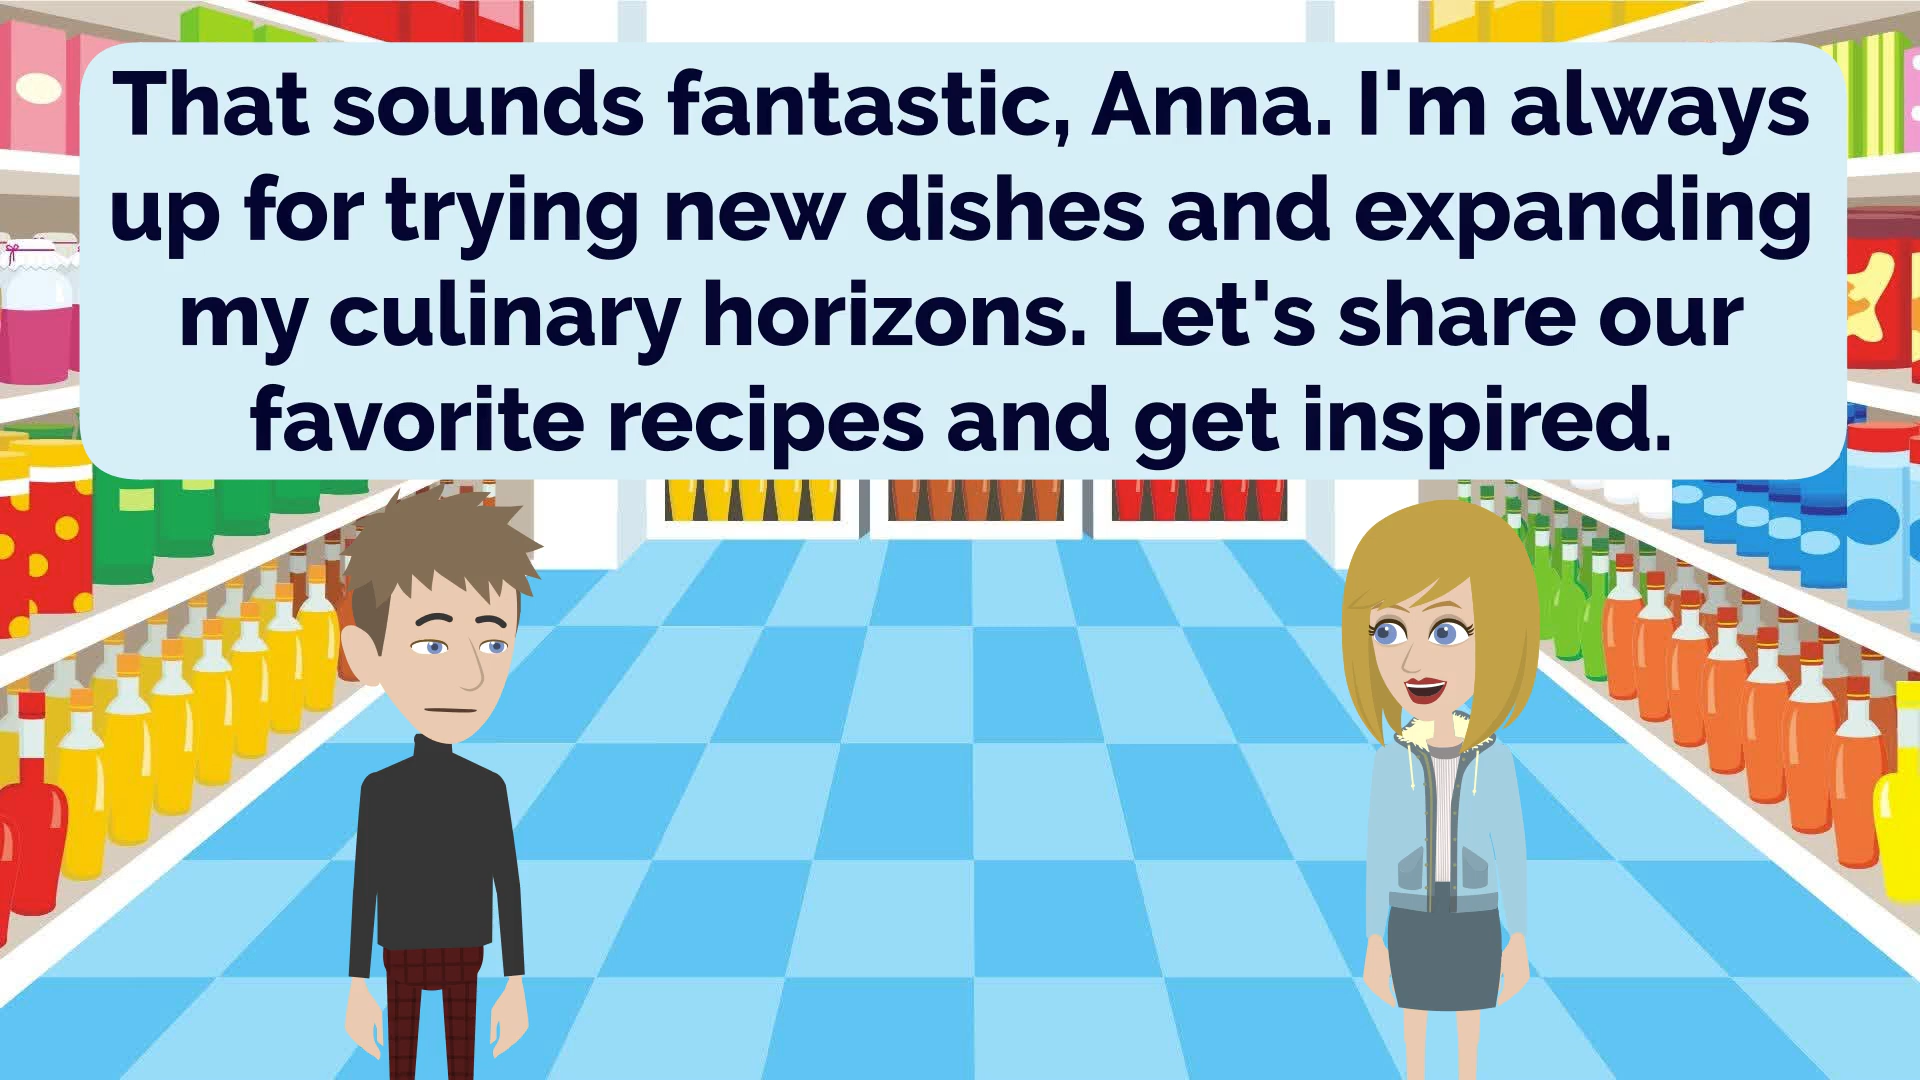 That sounds fantastic, Anna. I'm always
up for trying new dishes and expanding
my culinary horizons. Let's share our
favorite recipes and get inspired.